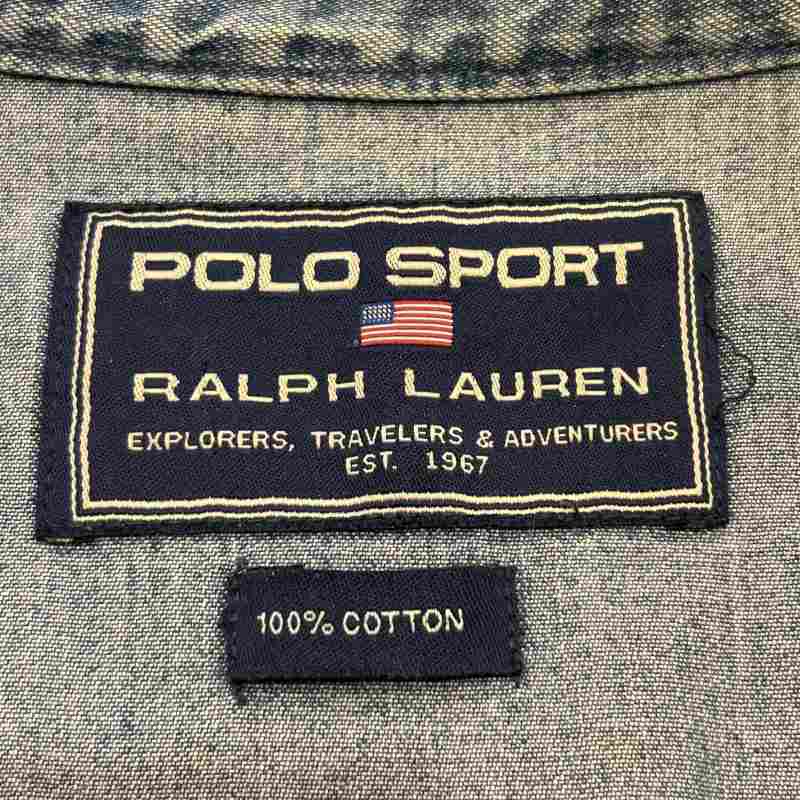 POLO SPORT
RALPH LAUREN
EXPLORERS, TRAVELERS & ADVENTURERS
EST. 1967
100% COTTON